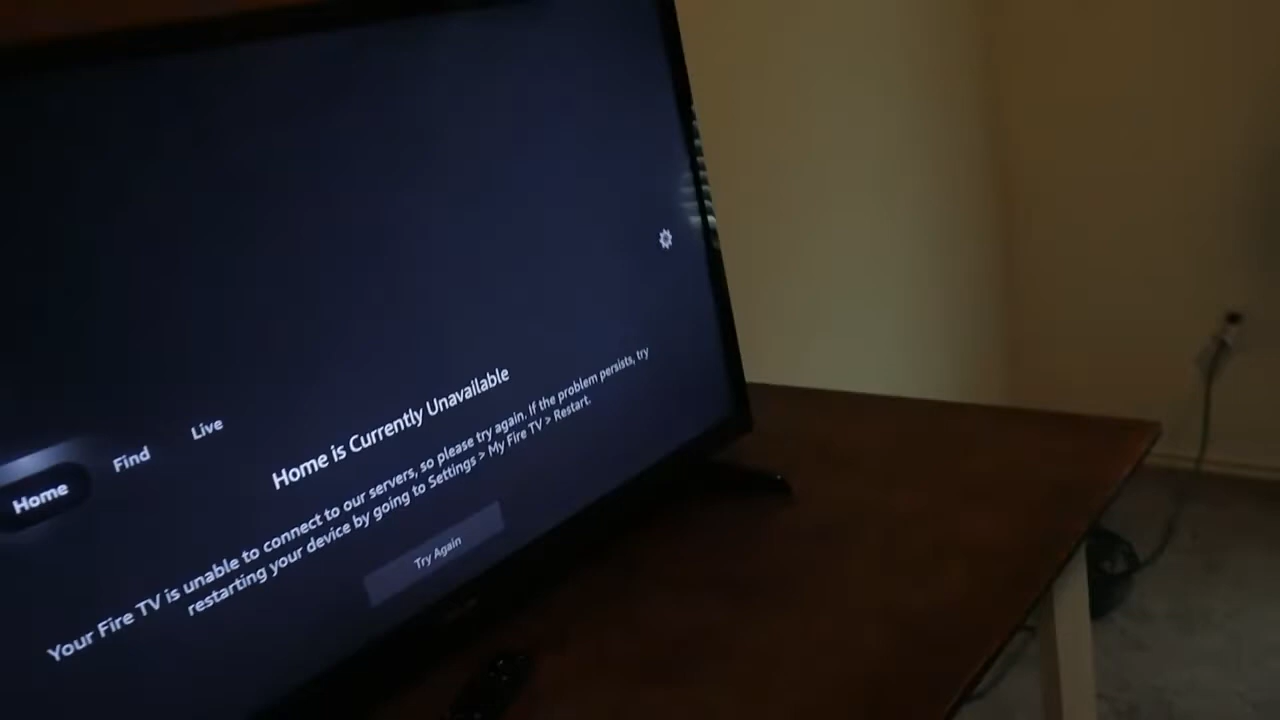 Home
Find
Live
Home is Currently Unavailable
Your Fire TV is unable to connect to our servers, so please try again. If the problem persists, try
restarting your device by going to Settings > My Fire TV > Restart.
Try Again